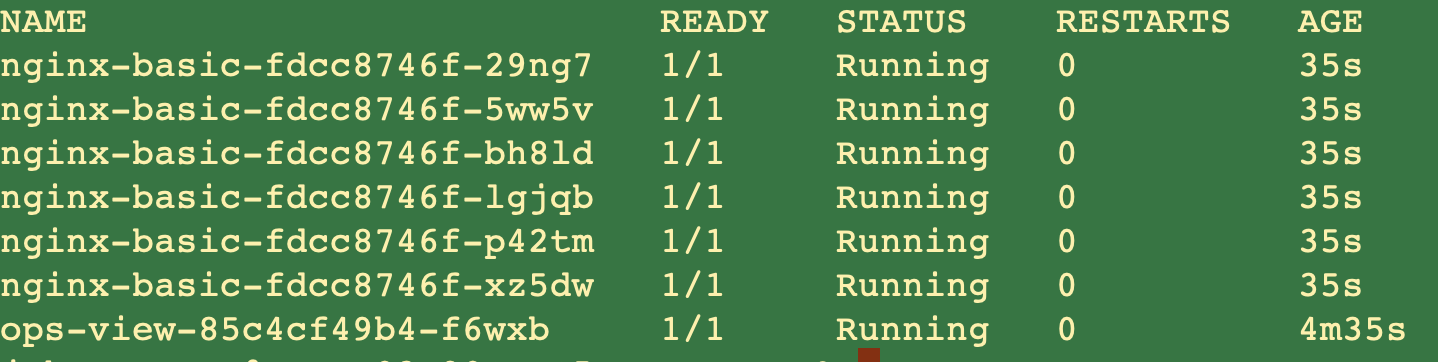 NAME READY STATUS RESTARTS AGE
nginx-basic-fdcc8746f-29ng7 1/1 Running 0 35s
nginx-basic-fdcc8746f-5ww5v 1/1 Running 0 35s
nginx-basic-fdcc8746f-bh8ld 1/1 Running 0 35s
nginx-basic-fdcc8746f-lgjqb 1/1 Running 0 35s
nginx-basic-fdcc8746f-p42tm 1/1 Running 0 35s
nginx-basic-fdcc8746f-xz5dw 1/1 Running 0 35s
ops-view-85c4cf49b4-f6wxb 1/1 Running 0 4m35s